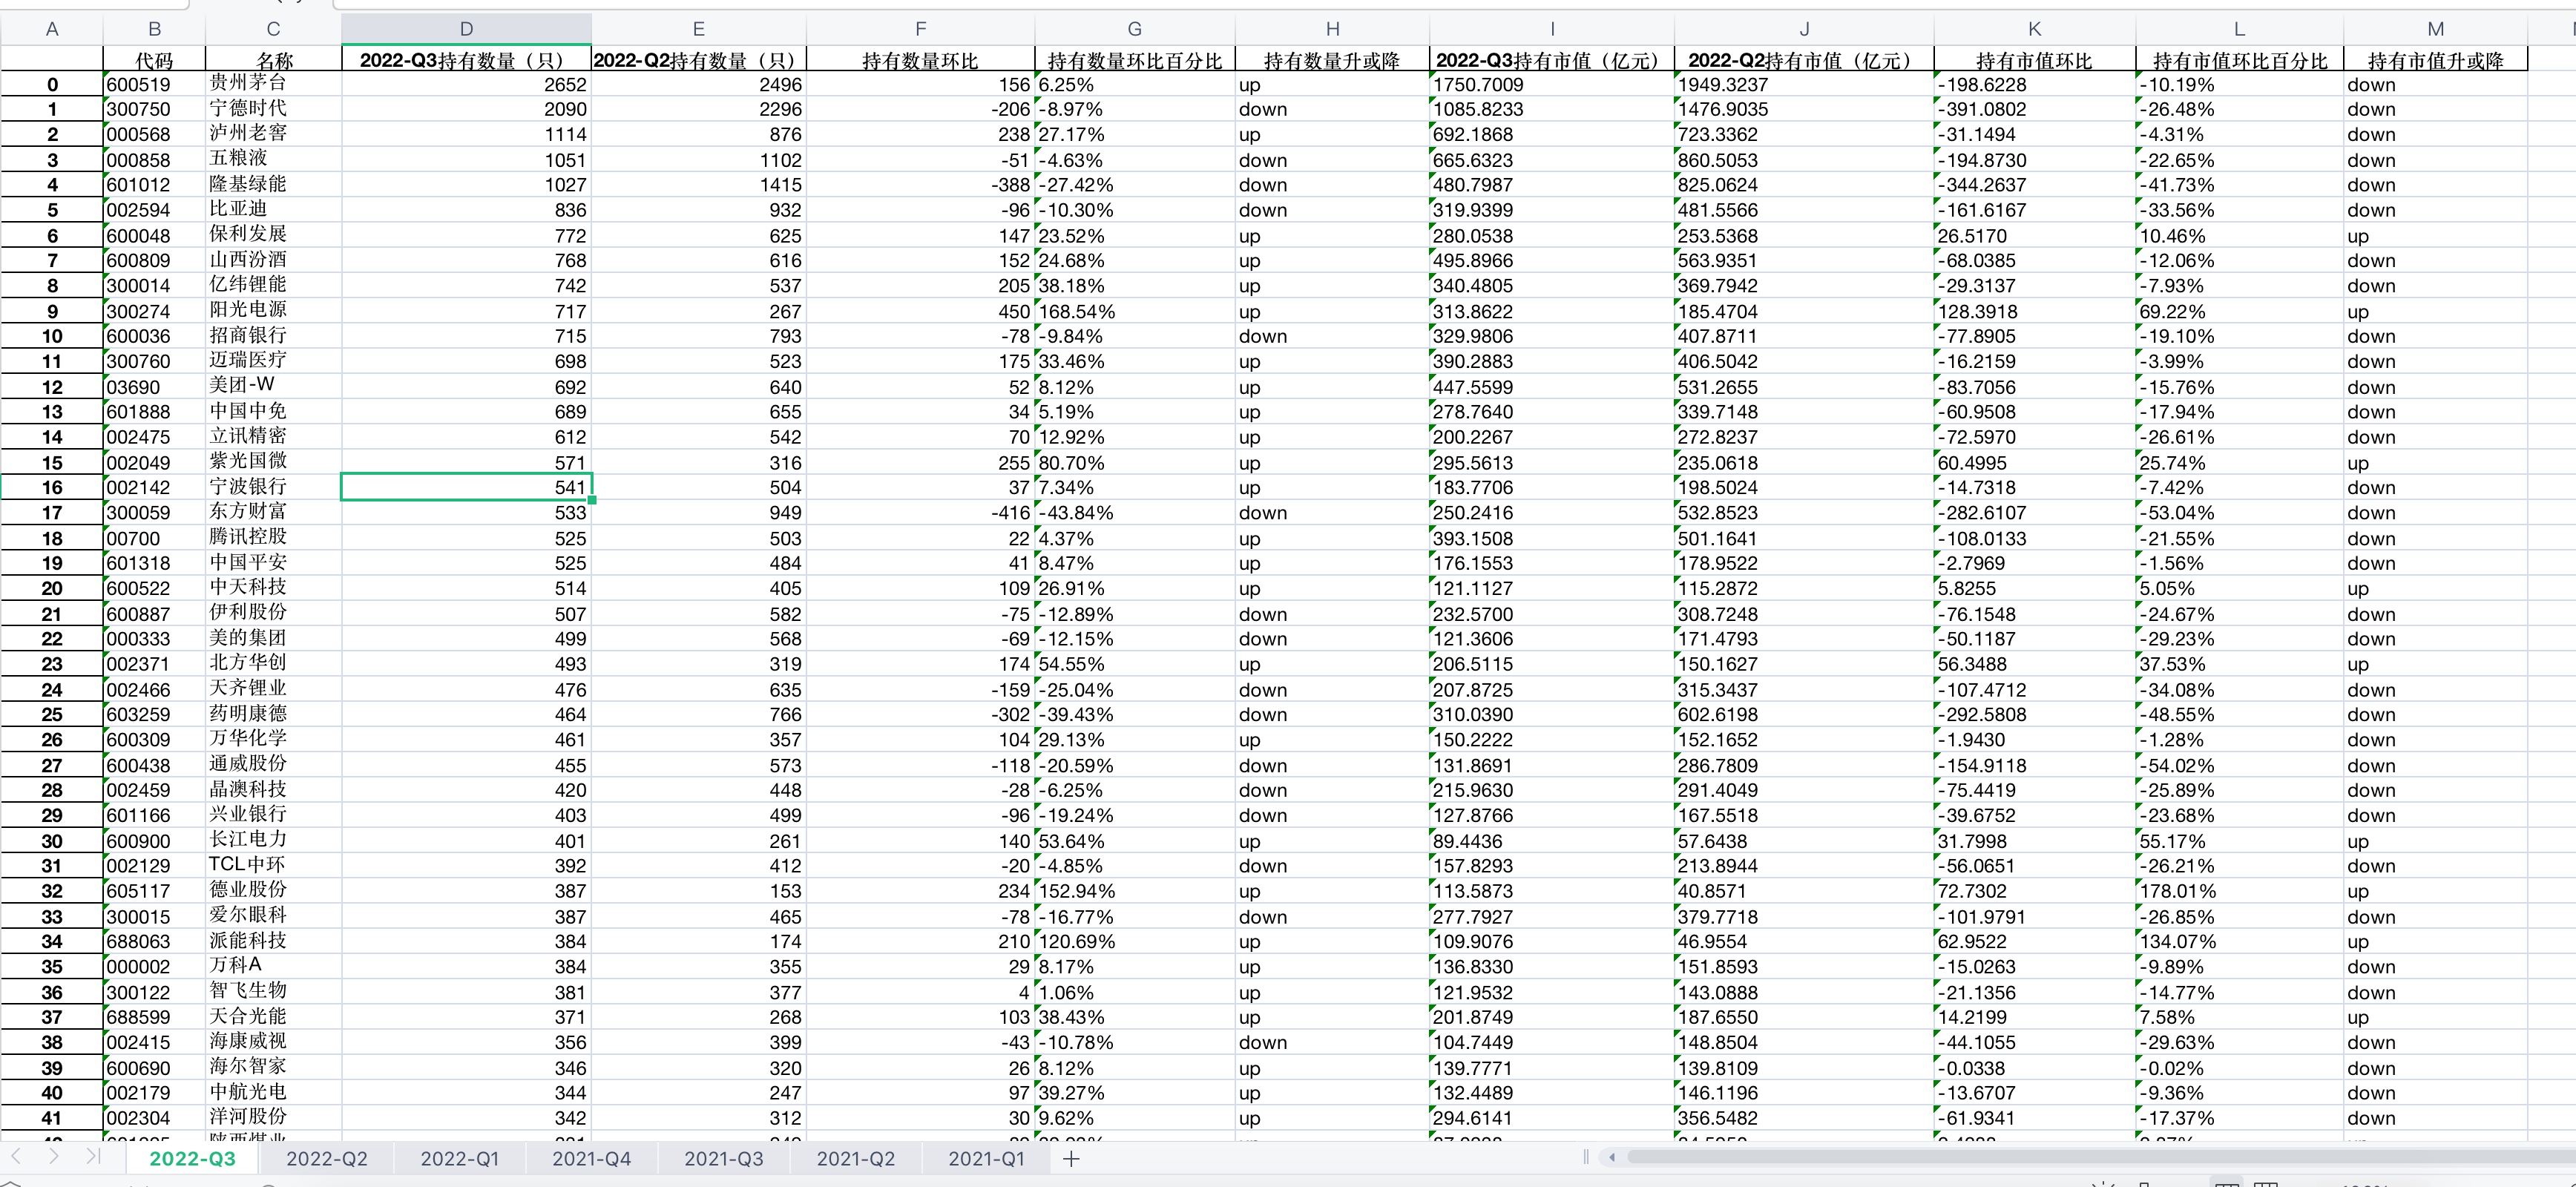 A B C D E F G H I J K L M
代码 名称 2022-Q3持有数量（只） 2022-Q2持有数量（只） 持有数量环比 持有数量环比百分比 持有数量升或降 2022-Q3持有市值（亿元） 2022-Q2持有市值（亿元） 持有市值环比 持有市值环比百分比 持有市值升或降
0 600519 贵州茅台 2652 2496 156 6.25% up 1750.7009 1949.3237 -198.6228 -10.19% down
1 300750 宁德时代 2090 2296 -206 -8.97% down 1085.8233 1476.9035 -391.0802 -26.48% down
2 000568 泸州老窖 1114 876 238 27.17% up 692.1868 723.3362 -31.1494 -4.31% down
3 000858 五粮液 1051 1102 -51 -4.63% down 665.6323 860.5053 -194.8730 -22.65% down
4 601012 隆基绿能 1027 1415 -388 -27.42% down 480.7987 825.0624 -344.2637 -41.73% down
5 002594 比亚迪 836 932 -96 -10.30% down 319.9399 481.5566 -161.6167 -33.56% down
6 600048 保利发展 772 625 147 23.52% up 280.0538 253.5368 26.5170 10.46% up
7 600809 山西汾酒 768 616 152 24.68% up 495.8966 563.9351 -68.0385 -12.06% down
8 300014 亿纬锂能 742 537 205 38.18% up 340.4805 369.7942 -29.3137 -7.93% down
9 300274 阳光电源 717 267 450 168.54% up 313.8622 185.4704 128.3918 69.22% up
10 600036 招商银行 715 793 -78 -9.84% down 329.9806 407.8711 -77.8905 -19.10% down
11 300760 迈瑞医疗 698 523 175 33.46% up 390.2883 406.5042 -16.2159 -3.99% down
12 03690 美团-W 692 640 52 8.12% up 447.5599 531.2655 -83.7056 -15.76% down
13 601888 中国中免 689 655 34 5.19% up 278.7640 339.7148 -60.9508 -17.94% down
14 002475 立讯精密 612 542 70 12.92% up 200.2267 272.8237 -72.5970 -26.61% down
15 002049 紫光国微 571 316 255 80.70% up 295.5613 235.0618 60.4995 25.74% up
16 002142 宁波银行 541 504 37 7.34% up 183.7706 198.5024 -14.7318 -7.42% down
17 300059 东方财富 533 949 -416 -43.84% down 250.2416 532.8523 -282.6107 -53.04% down
18 00700 腾讯控股 525 503 22 4.37% up 393.1508 501.1641 -108.0133 -21.55% down
19 601318 中国平安 525 484 41 8.47% up 176.1553 178.9522 -2.7969 -1.56% down
20 600522 中天科技 514 405 109 26.91% up 121.1127 115.2872 5.8255 5.05% up
21 600887 伊利股份 507 582 -75 -12.89% down 232.5700 308.7248 -76.1548 -24.67% down
22 000333 美的集团 499 568 -69 -12.15% down 121.3606 171.4793 -50.1187 -29.23% down
23 002371 北方华创 493 319 174 54.55% up 206.5115 150.1627 56.3488 37.53% up
24 002466 天齐锂业 476 635 -159 -25.04% down 207.8725 315.3437 -107.4712 -34.08% down
25 603259 药明康德 464 766 -302 -39.43% down 310.0390 602.6198 -292.5808 -48.55% down
26 600309 万华化学 461 357 104 29.13% up 150.2222 152.1652 -1.9430 -1.28% down
27 600438 通威股份 455 573 -118 -20.59% down 131.8691 286.7809 -154.9118 -54.02% down
28 002459 晶澳科技 420 448 -28 -6.25% down 215.9630 291.4049 -75.4419 -25.89% down
29 601166 兴业银行 403 499 -96 -19.24% down 127.8766 167.5518 -39.6752 -23.68% down
30 600900 长江电力 401 261 140 53.64% up 89.4436 57.6438 31.7998 55.17% up
31 002129 TCL中环 392 412 -20 -4.85% down 157.8293 213.8944 -56.0651 -26.21% down
32 605117 德业股份 387 153 234 152.94% up 113.5873 40.8571 72.7302 178.01% up
33 300015 爱尔眼科 387 465 -78 -16.77% down 277.7927 379.7718 -101.9791 -26.85% down
34 688063 派能科技 384 174 210 120.69% up 109.9076 46.9554 62.9522 134.07% up
35 000002 万科A 384 355 29 8.17% up 136.8330 151.8593 -15.0263 -9.89% down
36 300122 智飞生物 381 377 4 1.06% up 121.9532 143.0888 -21.1356 -14.77% down
37 688599 天合光能 371 268 103 38.43% up 201.8749 187.6550 14.2199 7.58% up
38 002415 海康威视 356 399 -43 -10.78% down 104.7449 148.8504 -44.1055 -29.63% down
39 600690 海尔智家 346 320 26 8.12% up 139.7771 139.8109 -0.0338 -0.02% down
40 002179 中航光电 344 247 97 39.27% up 132.4489 146.1196 -13.6707 -9.36% down
41 002304 洋河股份 342 312 30 9.62% up 294.6141 356.5482 -61.9341 -17.37% down
2022-Q3 2022-Q2 2022-Q1 2021-Q4 2021-Q3 2021-Q2 2021-Q1